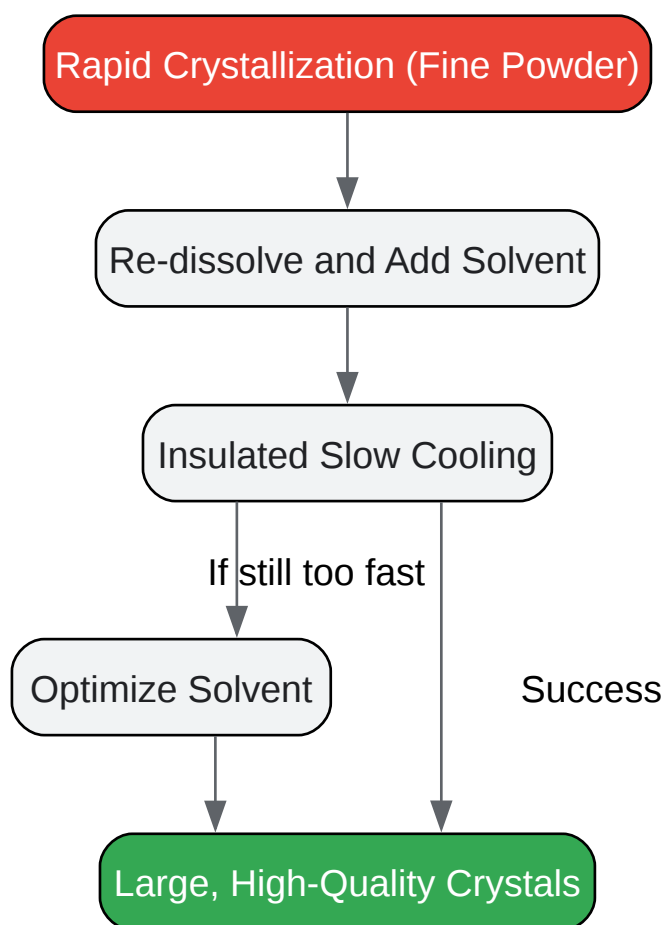 Rapid Crystallization (Fine Powder)
Re-dissolve and Add Solvent
Insulated Slow Cooling
If still too fast
Optimize Solvent
Success
Large, High-Quality Crystals